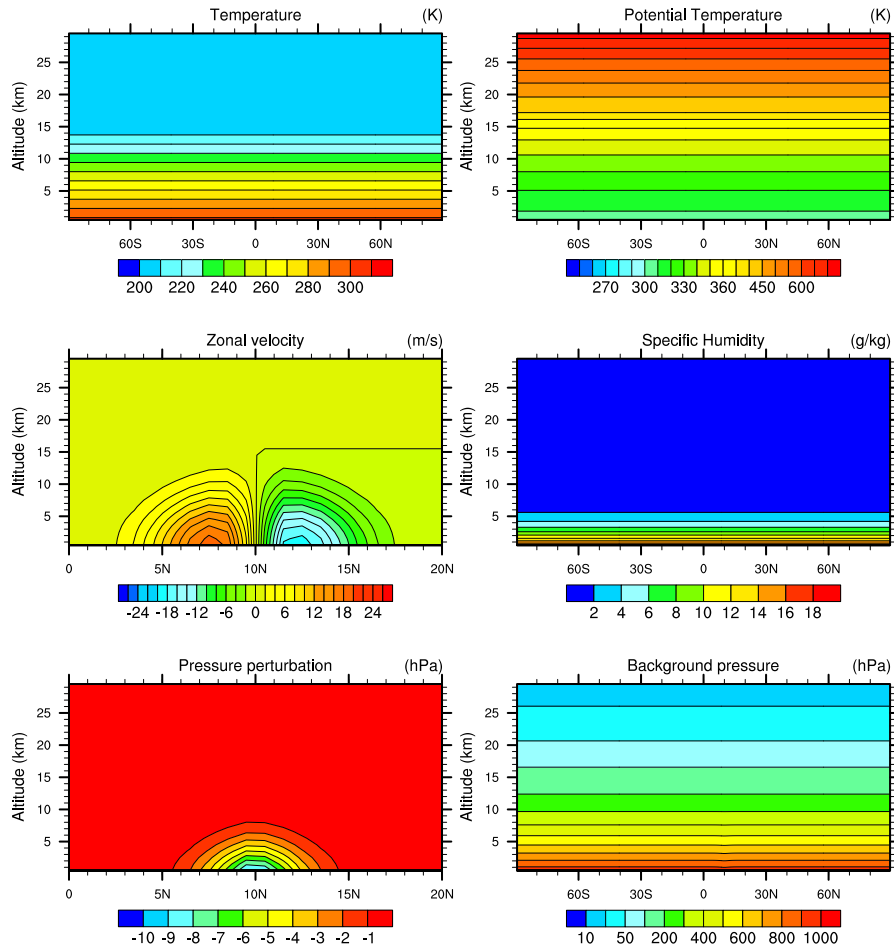 Temperature (K)
Altitude (km)
25
20
15
10
5
60S 30S 0 30N 60N
200 220 240 260 280 300
Potential Temperature (K)
Altitude (km)
25
20
15
10
5
60S 30S 0 30N 60N
270 300 330 360 450 600
Zonal velocity (m/s)
Altitude (km)
25
20
15
10
5
0 5N 10N 15N 20N
-24 -18 -12 -6 0 6 12 18 24
Specific Humidity (g/kg)
Altitude (km)
25
20
15
10
5
60S 30S 0 30N 60N
2 4 6 8 10 12 14 16 18
Pressure perturbation (hPa)
Altitude (km)
25
20
15
10
5
0 5N 10N 15N 20N
-10 -9 -8 -7 -6 -5 -4 -3 -2 -1
Background pressure (hPa)
Altitude (km)
25
20
15
10
5
60S 30S 0 30N 60N
10 50 200 400 600 800 1000